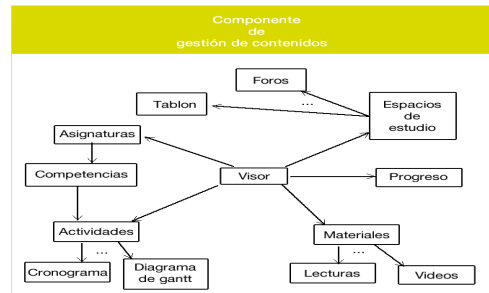 Componente
de
gestión de contenidos
Foros
Tablon
...
Espacios
de
estudio
Asignaturas
Competencias
Visor
Progreso
Actividades
Materiales
...
...
Cronograma
Diagrama
de gantt
Lecturas
Videos